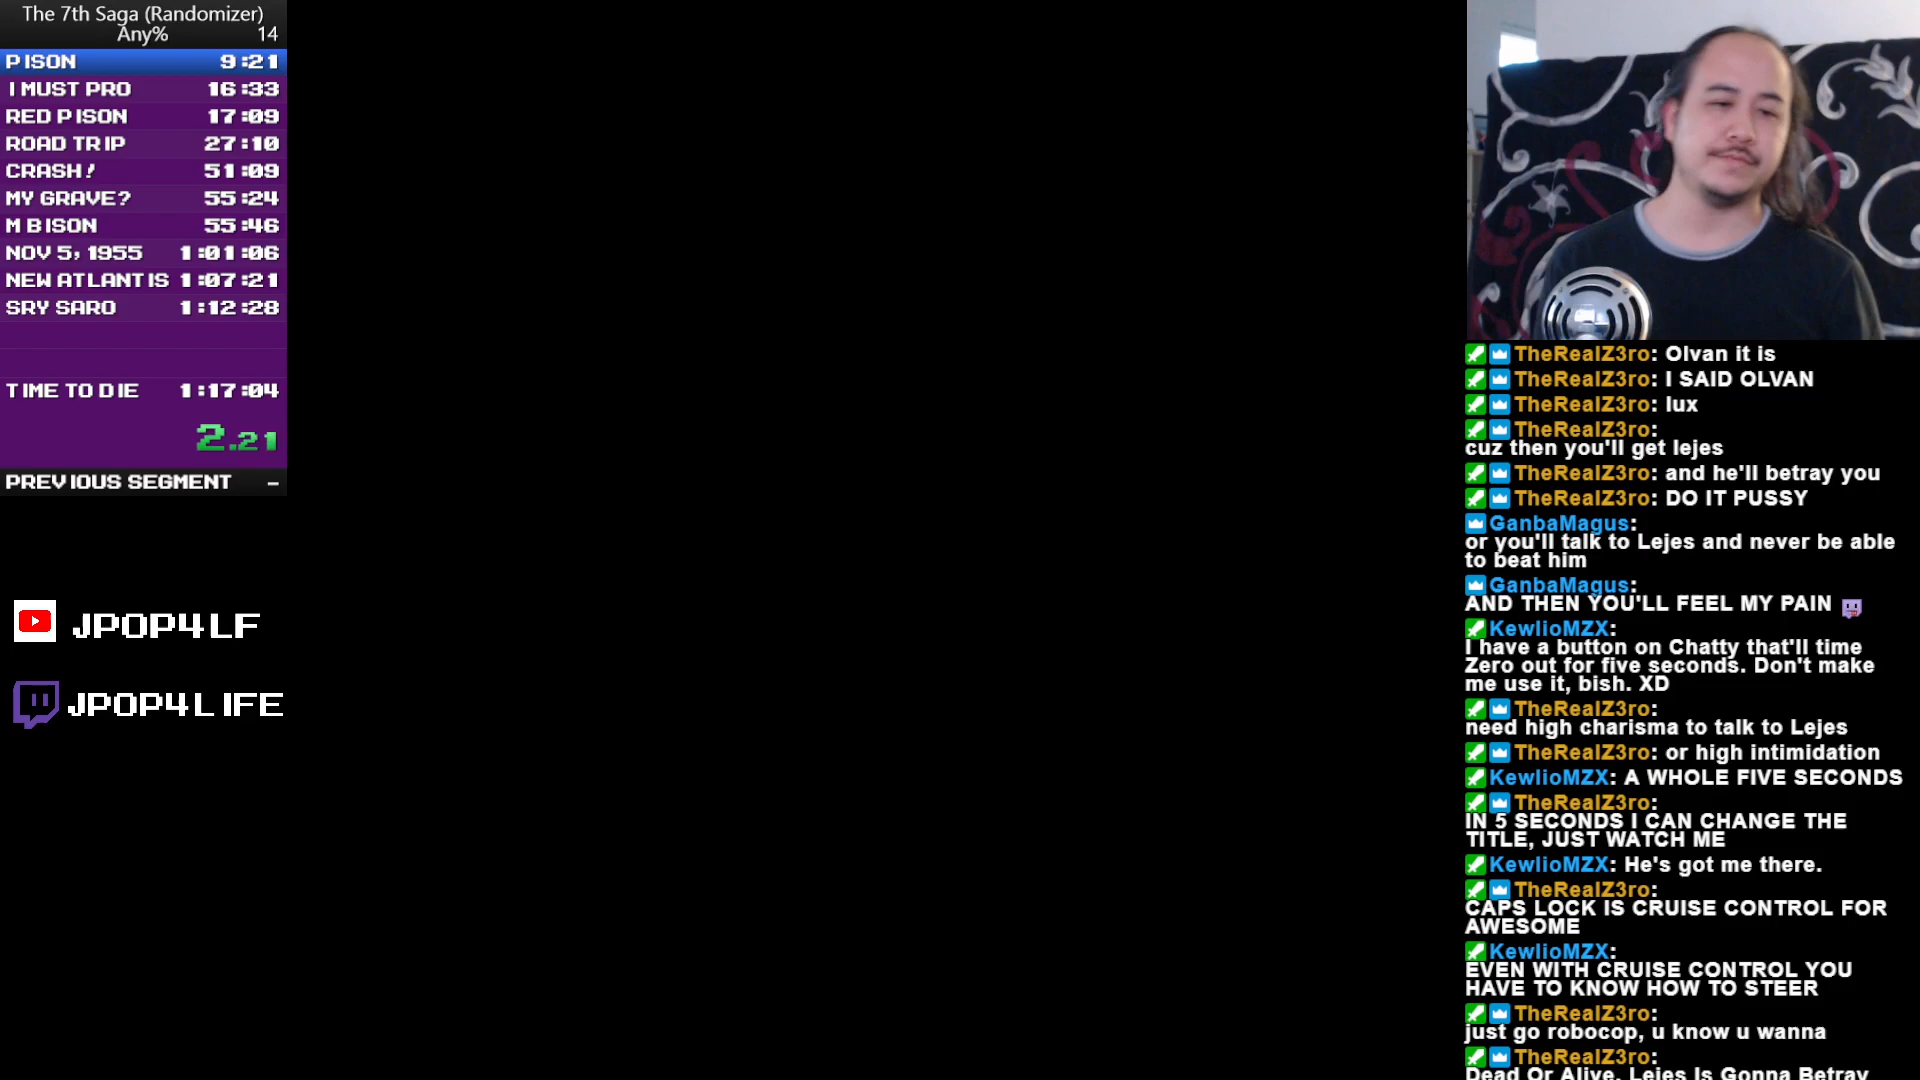 The 7th Saga (Randomizer)
Any% 14
PISON 9:21
I MUST PRO 16:33
RED PISON 17:09
ROAD TRIP 27:10
CRASH! 51:09
MY GRAVE? 55:24
M BISON 55:46
NOV 5, 1955 1:01:06
NEW ATLANTIS 1:07:21
SRY SARO 1:12:28
TIME TO DIE 1:17:04
2.21
PREVIOUS SEGMENT –
JPOP4LF
JPOP4LIFE
TheRealZ3ro: Olvan it is
TheRealZ3ro: I SAID OLVAN
TheRealZ3ro: lux
TheRealZ3ro:
cuz then you'll get lejes
TheRealZ3ro: and he'll betray you
TheRealZ3ro: DO IT PUSSY
GanbaMagus:
or you'll talk to Lejes and never be able
to beat him
GanbaMagus:
AND THEN YOU'LL FEEL MY PAIN
KewlioMZX:
I have a button on Chatty that'll time
Zero out for five seconds. Don't make
me use it, bish. XD
TheRealZ3ro:
need high charisma to talk to Lejes
TheRealZ3ro: or high intimidation
KewlioMZX: A WHOLE FIVE SECONDS
TheRealZ3ro:
IN 5 SECONDS I CAN CHANGE THE
TITLE, JUST WATCH ME
KewlioMZX: He's got me there.
TheRealZ3ro:
CAPS LOCK IS CRUISE CONTROL FOR
AWESOME
KewlioMZX:
EVEN WITH CRUISE CONTROL YOU
HAVE TO KNOW HOW TO STEER
TheRealZ3ro:
just go robocop, u know u wanna
TheRealZ3ro:
Dead Or Alive, Lejes Is Gonna Betray